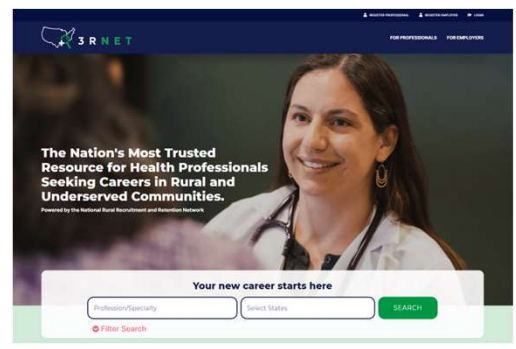 REGISTER PROFESSIONAL REGISTER EMPLOYER LOGIN
3RNET
FOR PROFESSIONALS FOR EMPLOYERS
The Nation's Most Trusted
Resource for Health Professionals
Seeking Careers in Rural and
Underserved Communities.
Powered by the National Rural Recruitment and Retention Network
Your new career starts here
Profession/Specialty Select States SEARCH
Filter Search